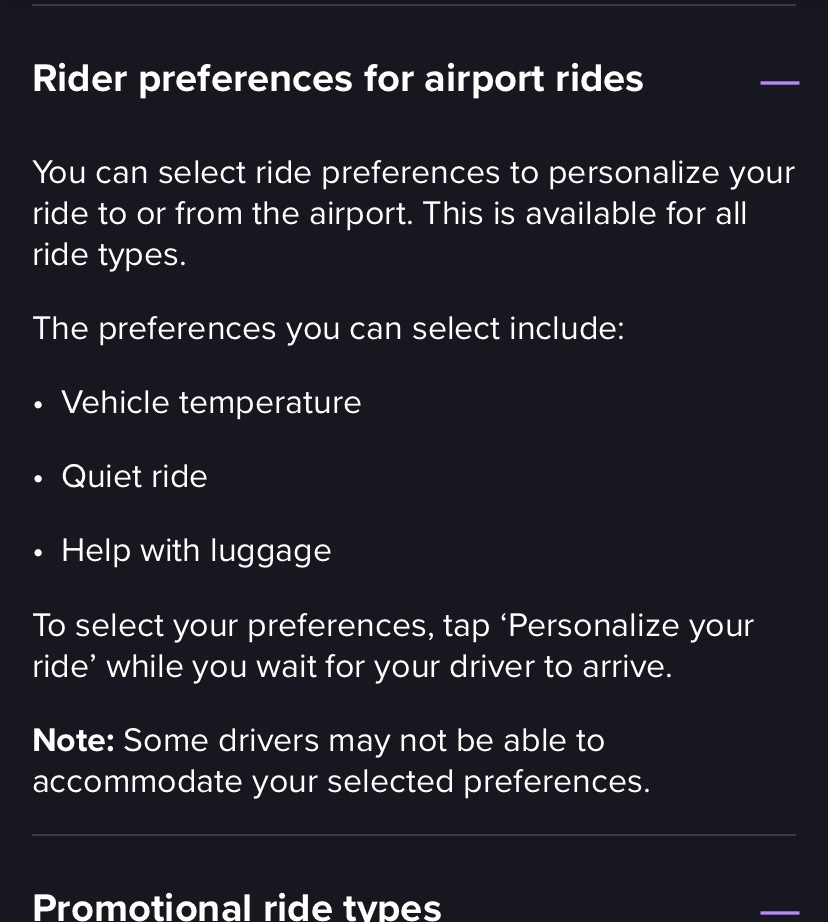 Rider preferences for airport rides
You can select ride preferences to personalize your
ride to or from the airport. This is available for all
ride types.
The preferences you can select include:
• Vehicle temperature
• Quiet ride
• Help with luggage
To select your preferences, tap ‘Personalize your
ride’ while you wait for your driver to arrive.
Note: Some drivers may not be able to
accommodate your selected preferences.
Promotional ride types